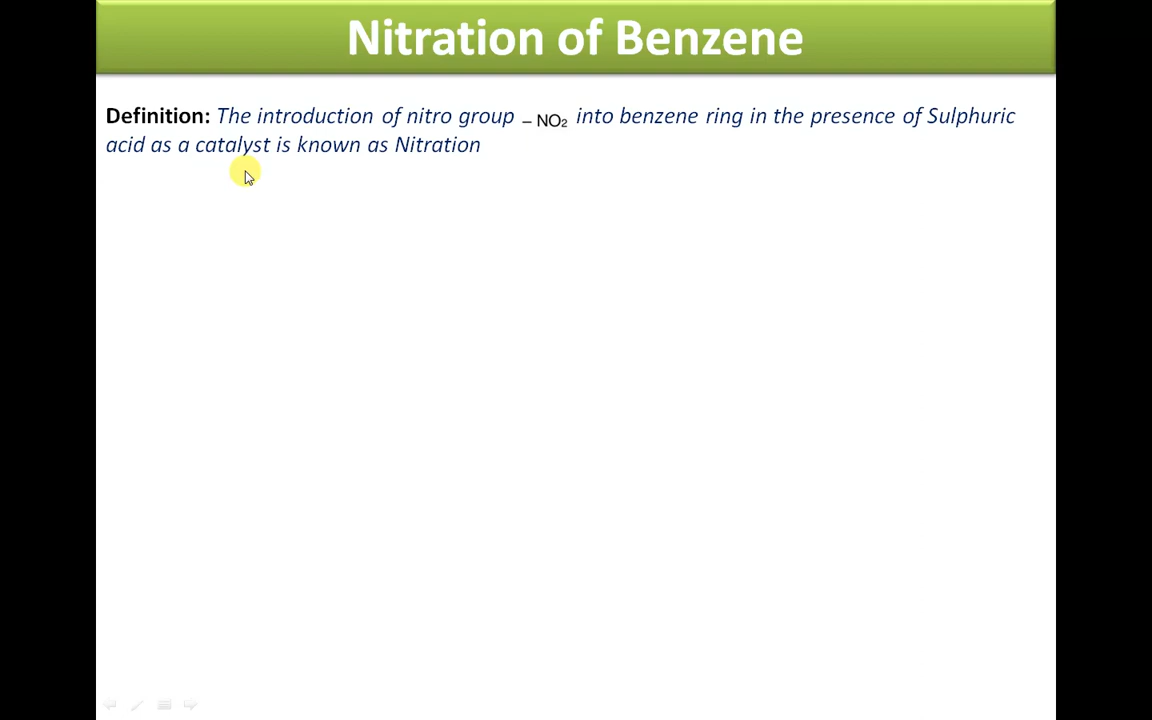 Nitration of Benzene
Definition: The introduction of nitro group – NO₂ into benzene ring in the presence of Sulphuric
acid as a catalyst is known as Nitration